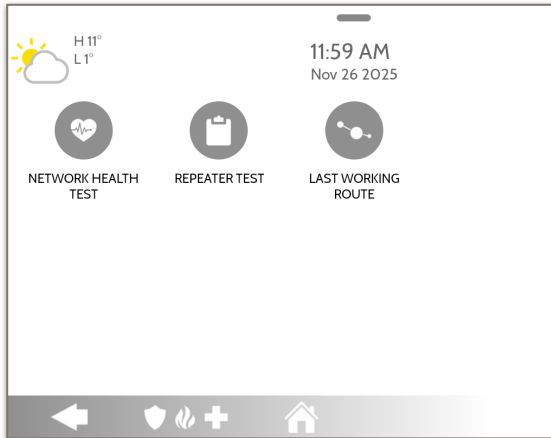 H 11°
L 1°
11:59 AM
Nov 26 2025
NETWORK HEALTH
TEST
REPEATER TEST
LAST WORKING
ROUTE